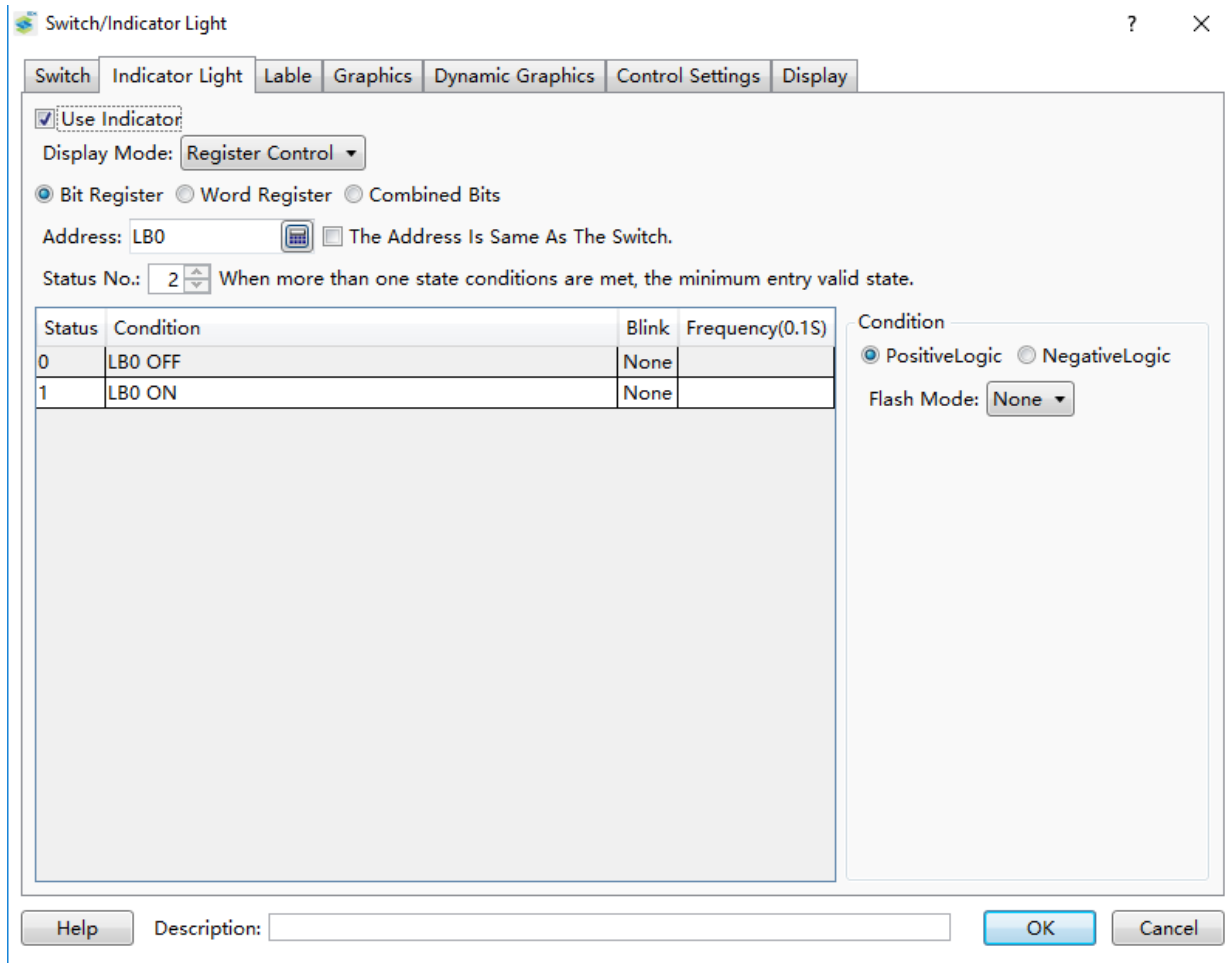 Switch/Indicator Light ?
Switch Indicator Light Lable Graphics Dynamic Graphics Control Settings Display
Use Indicator
Display Mode: Register Control
Bit Register Word Register Combined Bits
Address: LB0 The Address Is Same As The Switch.
Status No.: 2 When more than one state conditions are met, the minimum entry valid state.
Status Condition Blink Frequency(0.1S)
0 LB0 OFF None
1 LB0 ON None
Condition
PositiveLogic NegativeLogic
Flash Mode: None
Help Description: OK Cancel